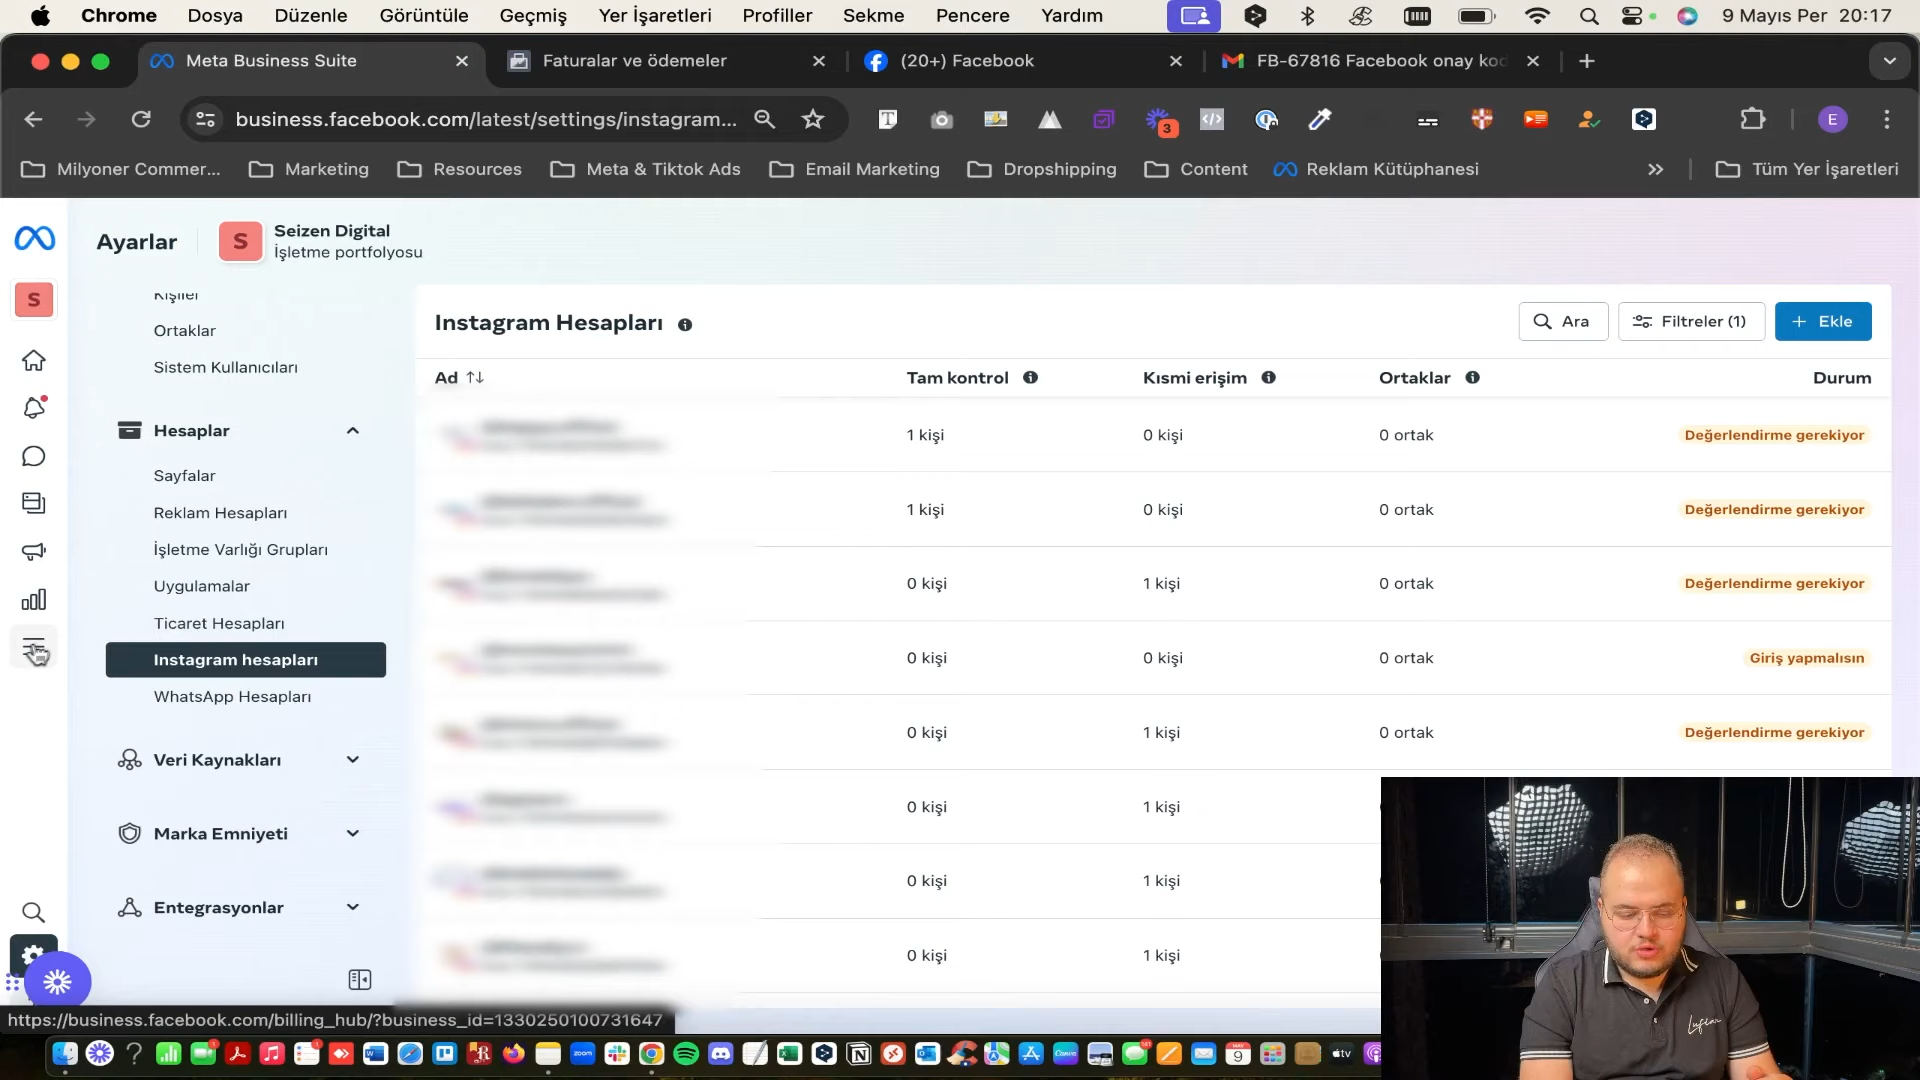 Chrome Dosya Düzenle Görüntüle Geçmiş Yer İşaretleri Profiller Sekme Pencere Yardım 9 Mayıs Per 20:17
Meta Business Suite Faturalar ve ödemeler (20+) Facebook FB-67816 Facebook onay kod
business.facebook.com/latest/settings/instagram... 3 E
Milyoner Commer... Marketing Resources Meta & Tiktok Ads Email Marketing Dropshipping Content Reklam Kütüphanesi » Tüm Yer İşaretleri
Ayarlar S Seizen Digital
İşletme portfolyosu
S
Kişiler
Ortaklar
Sistem Kullanıcıları
Hesaplar
Sayfalar
Reklam Hesapları
İşletme Varlığı Grupları
Uygulamalar
Ticaret Hesapları
Instagram hesapları
WhatsApp Hesapları
Veri Kaynakları
Marka Emniyeti
Entegrasyonlar
Instagram Hesapları Ara Filtreler (1) + Ekle
Ad Tam kontrol Kısmi erişim Ortaklar Durum
1 kişi 0 kişi 0 ortak Değerlendirme gerekiyor
1 kişi 0 kişi 0 ortak Değerlendirme gerekiyor
0 kişi 1 kişi 0 ortak Değerlendirme gerekiyor
0 kişi 0 kişi 0 ortak Giriş yapmalısın
0 kişi 1 kişi 0 ortak Değerlendirme gerekiyor
0 kişi 1 kişi
0 kişi 1 kişi
0 kişi 1 kişi
https://business.facebook.com/billing_hub/?business_id=1330250100731647
zoom Canva 9 tv